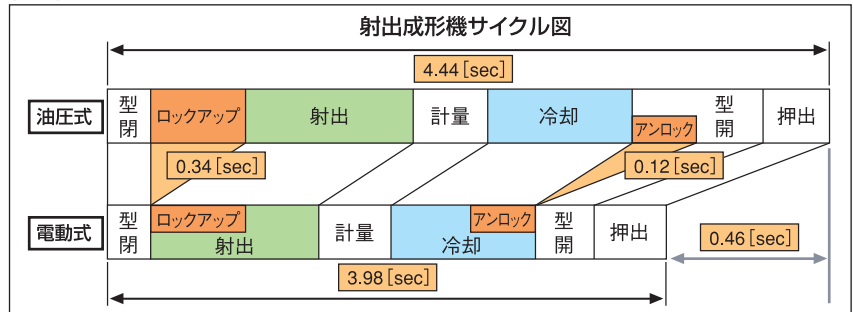 射出成形機サイクル図
4.44[sec]
油圧式
型閉
ロックアップ
射出
計量
冷却
アンロック
型開
押出
0.34[sec]
0.12[sec]
電動式
型閉
ロックアップ
射出
計量
アンロック
冷却
型開
押出
0.46[sec]
3.98[sec]